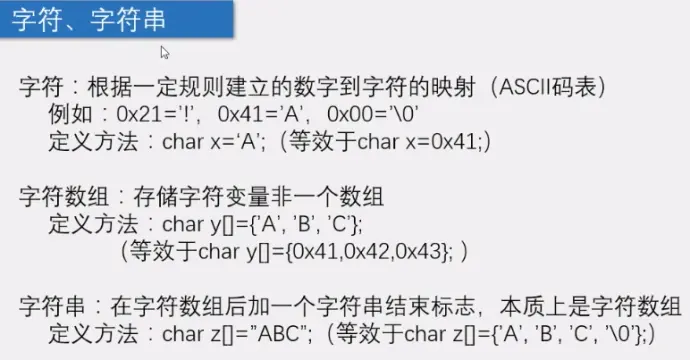 字符、字符串
字符：根据一定规则建立的数字到字符的映射（ASCII码表）
例如：0x21='!'，0x41='A'，0x00='\0'
定义方法：char x=‘A’;（等效于char x=0x41;）
字符数组：存储字符变量非一个数组
定义方法：char y[]={'A', 'B', 'C'};
（等效于char y[]={0x41,0x42,0x43}; ）
字符串：在字符数组后加一个字符串结束标志，本质上是字符数组
定义方法：char z[]=”ABC”;（等效于char z[]={'A', 'B', 'C', '\0'};）